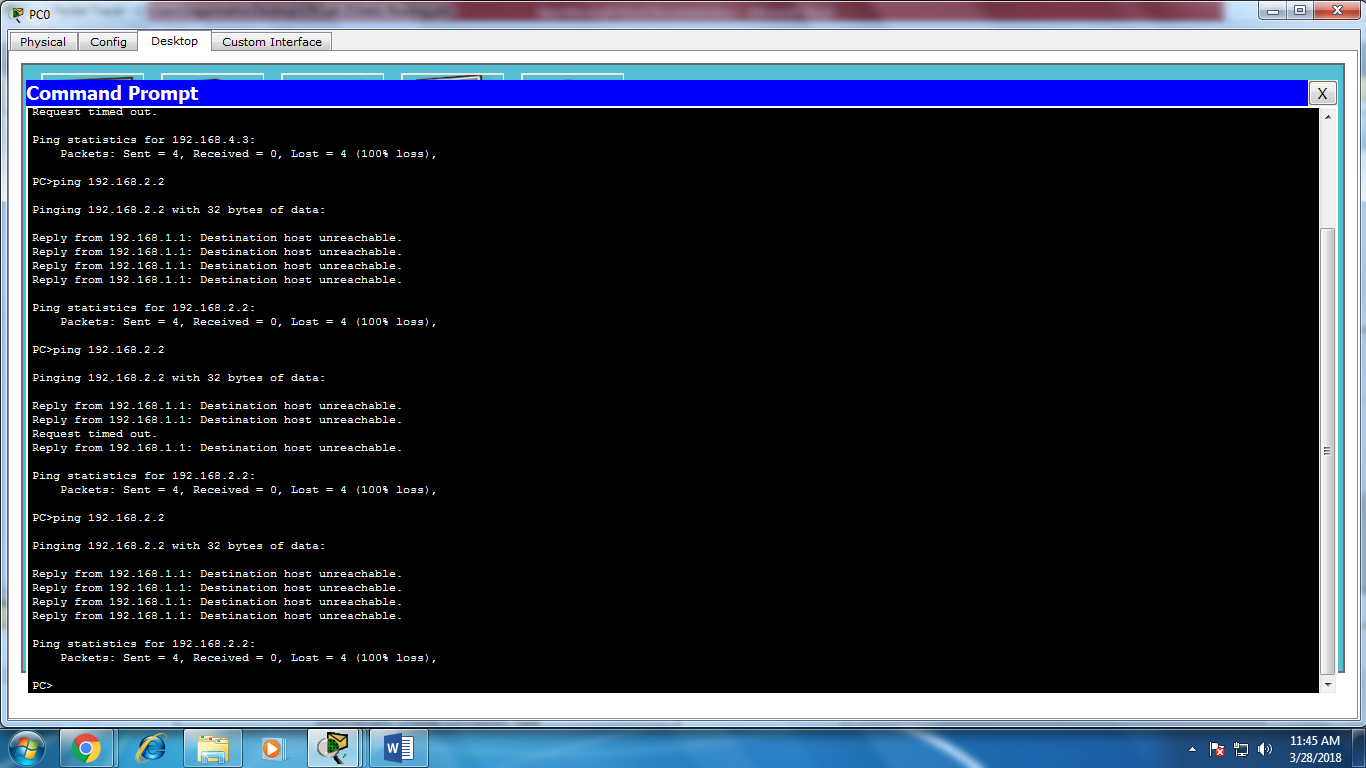 PC0
Physical
Config
Desktop
Custom Interface
Command Prompt
X
Request timed out.
Ping statistics for 192.168.4.3:
Packets: Sent = 4, Received = 0, Lost = 4 (100% loss),
PC>ping 192.168.2.2
Pinging 192.168.2.2 with 32 bytes of data:
Reply from 192.168.1.1: Destination host unreachable.
Reply from 192.168.1.1: Destination host unreachable.
Reply from 192.168.1.1: Destination host unreachable.
Reply from 192.168.1.1: Destination host unreachable.
Ping statistics for 192.168.2.2:
Packets: Sent = 4, Received = 0, Lost = 4 (100% loss),
PC>ping 192.168.2.2
Pinging 192.168.2.2 with 32 bytes of data:
Reply from 192.168.1.1: Destination host unreachable.
Reply from 192.168.1.1: Destination host unreachable.
Request timed out.
Reply from 192.168.1.1: Destination host unreachable.
Ping statistics for 192.168.2.2:
Packets: Sent = 4, Received = 0, Lost = 4 (100% loss),
PC>ping 192.168.2.2
Pinging 192.168.2.2 with 32 bytes of data:
Reply from 192.168.1.1: Destination host unreachable.
Reply from 192.168.1.1: Destination host unreachable.
Reply from 192.168.1.1: Destination host unreachable.
Reply from 192.168.1.1: Destination host unreachable.
Ping statistics for 192.168.2.2:
Packets: Sent = 4, Received = 0, Lost = 4 (100% loss),
PC>
W
11:45 AM
3/28/2018